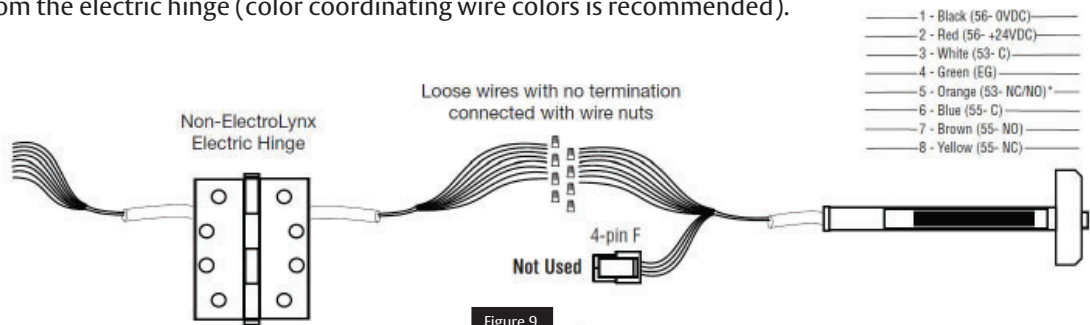 om the electric hinge (color coordinating wire colors is recommended).
1 - Black (56- 0VDC)
2 - Red (56- +24VDC)
3 - White (53- C)
4 - Green (EG)
5 - Orange (53- NC/NO)*
6 - Blue (55- C)
7 - Brown (55- NO)
8 - Yellow (55- NC)
Loose wires with no termination
connected with wire nuts
Non-ElectroLynx
Electric Hinge
4-pin F
Not Used
Figure 9